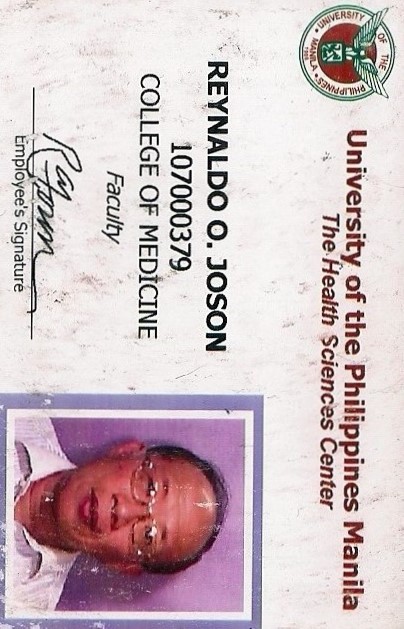 UNIVERSITY OF THE PHILIPPINES
MANILA
University of the Philippines Manila
The Health Sciences Center
REYNALDO O. JOSON
107000379
COLLEGE OF MEDICINE
Faculty
Employee's Signature